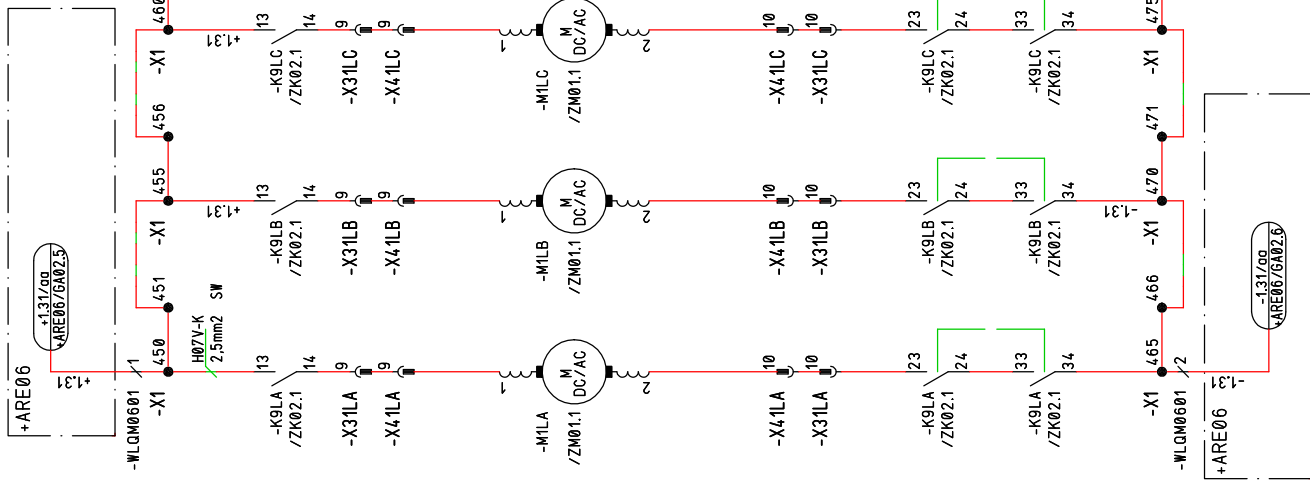 460
+1.31
13
14
9
9
10
10
23
24
33
34
475
-X1
-K9LC
/ZK02.1
-X31LC
-X41LC
1
M
DC/AC
2
-M1LC
/ZM01.1
-X41LC
-X31LC
-K9LC
/ZK02.1
-K9LC
/ZK02.1
-X1
456
471
455
+1.31
13
14
9
9
10
10
23
24
33
34
470
-1.31
-X1
-K9LB
/ZK02.1
-X31LB
-X41LB
1
M
DC/AC
2
-M1LB
/ZM01.1
-X41LB
-X31LB
-K9LB
/ZK02.1
-K9LB
/ZK02.1
-X1
+1.31/aa
+ARE06/GA02.5
451
466
-1.31/aa
+ARE06/GA02.6
H07V-K
2,5mm2 SW
+ARE06
+1.31
1
450
13
14
9
9
10
10
23
24
33
34
465
2
-1.31
-WLQM0601
-X1
-K9LA
/ZK02.1
-X31LA
-X41LA
1
M
DC/AC
2
-M1LA
/ZM01.1
-X41LA
-X31LA
-K9LA
/ZK02.1
-K9LA
/ZK02.1
-X1
-WLQM0601
+ARE06